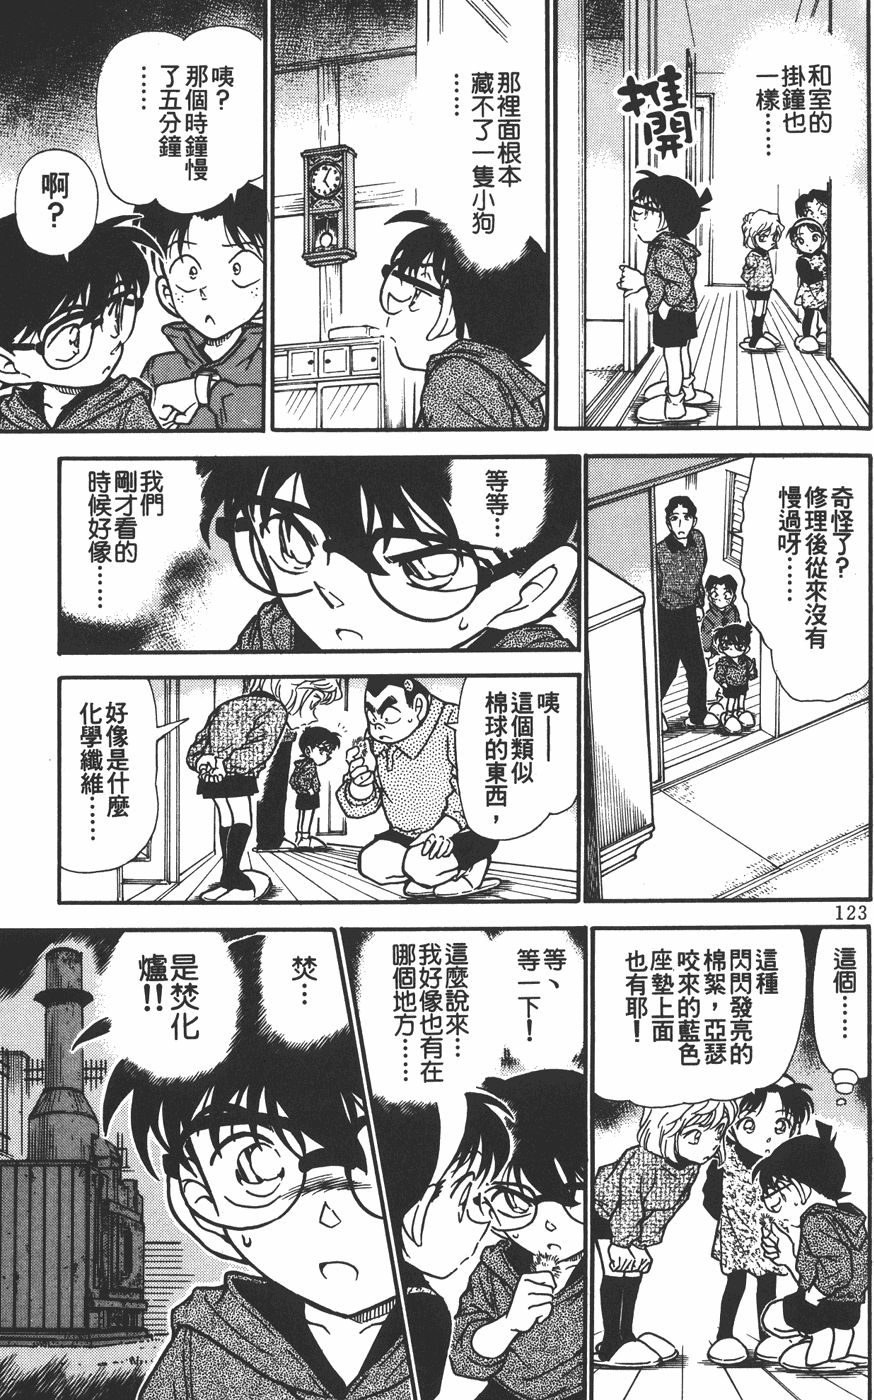 和室的
掛鐘也
一樣……
推開
那裡面根本
藏不了一隻小狗
……
咦？
那個時鐘慢
了五分鐘
……
啊？
奇怪了？
修理後從來沒有
慢過呀……
等等…
我們
剛才看的
時候好像……
咦——
這個類似
棉球的東西，
好像是什麼
化學纖維……
123
這個……
這種
閃閃發亮的
棉絮，亞瑟
咬來的藍色
座墊上面
也有耶！
等、
等一下！
這麼說來…
我好像也有在
哪個地方……
焚…
是焚化
爐!!